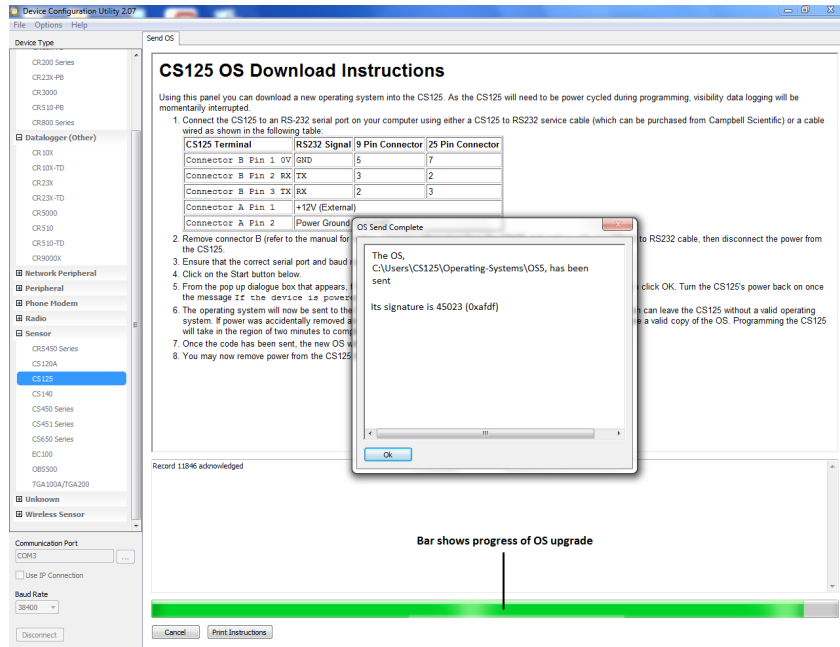 Device Configuration Utility 2.07
File Options Help
Device Type
CR200 Series
CR23X-PB
CR3000
CR510-PB
CR800 Series
Datalogger (Other)
CR10X
CR10X-TD
CR23X
CR23X-TD
CR5000
CR510
CR510-TD
CR9000X
Network Peripheral
Peripheral
Phone Modem
Radio
Sensor
CRS450 Series
CS120A
CS125
CS140
CS450 Series
CS451 Series
CS650 Series
EC100
OBS500
TGA100A/TGA200
Unknown
Wireless Sensor
Communication Port
COM3
...
Use IP Connection
Baud Rate
38400
Disconnect
Send OS
CS125 OS Download Instructions
Using this panel you can download a new operating system into the CS125. As the CS125 will need to be power cycled during programming, visibility data logging will be
momentarily interrupted.
1. Connect the CS125 to an RS-232 serial port on your computer using either a CS125 to RS232 service cable (which can be purchased from Campbell Scientific) or a cable
wired as shown in the following table:
CS125 Terminal RS232 Signal 9 Pin Connector 25 Pin Connector
Connector B Pin 1 0V GND 5 7
Connector B Pin 2 RX TX 3 2
Connector B Pin 3 TX RX 2 3
Connector A Pin 1 +12V (External)
Connector A Pin 2 Power Ground
2. Remove connector B (refer to the manual for to RS232 cable, then disconnect the power from
the CS125.
3. Ensure that the correct serial port and baud
4. Click on the Start button below.
5. From the pop up dialogue box that appears, click OK. Turn the CS125's power back on once
the message If the device is power
6. The operating system will now be sent to the can leave the CS125 without a valid operating
system. If power was accidentally removed a valid copy of the OS. Programming the CS125
will take in the region of two minutes to
7. Once the code has been sent, the new OS
8. You may now remove power from the CS125
OS Send Complete
The OS,
C:\Users\CS125\Operating-Systems\OS5, has been
sent
Its signature is 45023 (0xafdf)
Ok
Record 11846 acknowledged
Bar shows progress of OS upgrade
Cancel Print Instructions